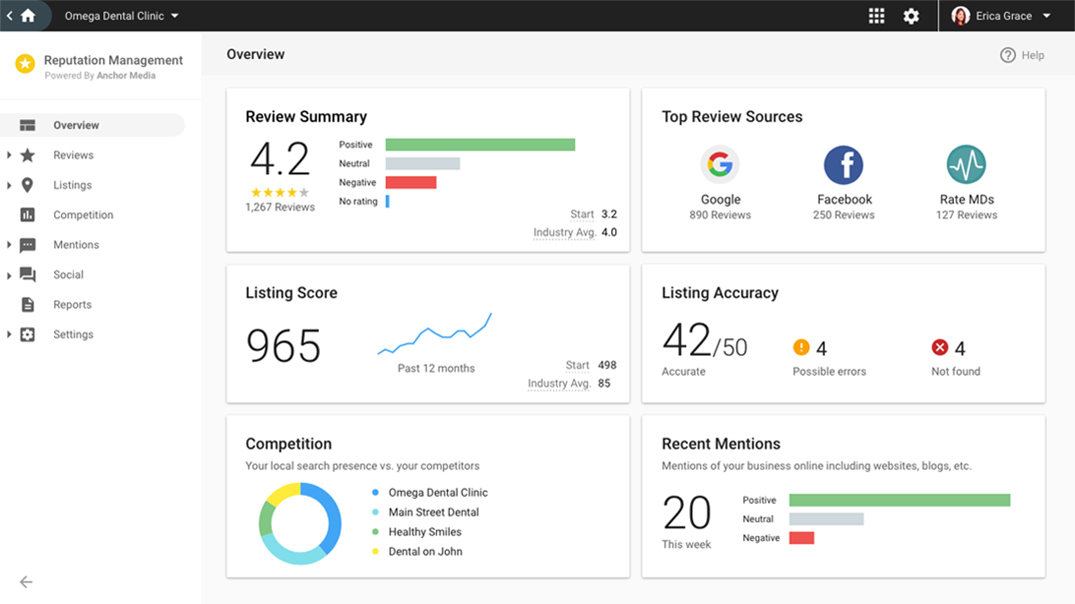 Omega Dental Clinic
Erica Grace
Reputation Management
Powered By Anchor Media
Overview
Reviews
Listings
Competition
Mentions
Social
Reports
Settings
Overview
Help
Review Summary
4.2
1,267 Reviews
Positive
Neutral
Negative
No rating
Start 3.2
Industry Avg. 4.0
Top Review Sources
Google
890 Reviews
Facebook
250 Reviews
Rate MDs
127 Reviews
Listing Score
965
Past 12 months
Start 498
Industry Avg. 85
Listing Accuracy
42/50
Accurate
4
Possible errors
4
Not found
Competition
Your local search presence vs. your competitors
Omega Dental Clinic
Main Street Dental
Healthy Smiles
Dental on John
Recent Mentions
Mentions of your business online including websites, blogs, etc.
20
This week
Positive
Neutral
Negative